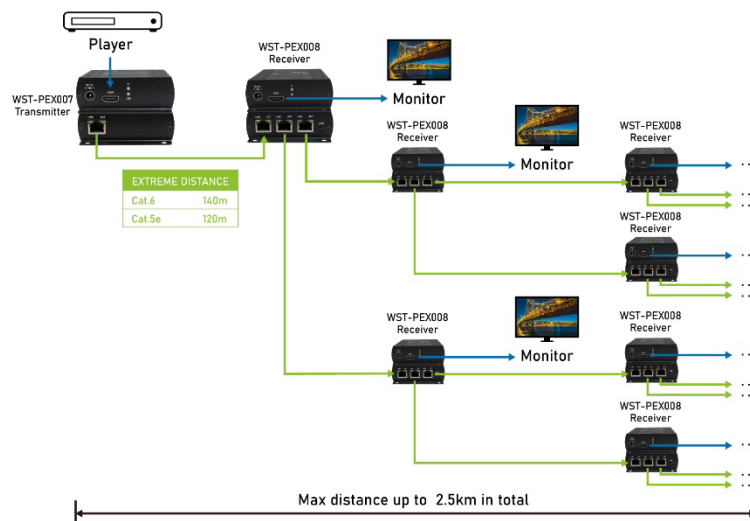 Player
WST-PEX007
Transmitter
WST-PEX008
Receiver
Monitor
EXTREME DISTANCE
Cat.6 140m
Cat.5e 120m
WST-PEX008
Receiver
Monitor
WST-PEX008
Receiver
WST-PEX008
Receiver
WST-PEX008
Receiver
Monitor
WST-PEX008
Receiver
WST-PEX008
Receiver
Max distance up to 2.5km in total